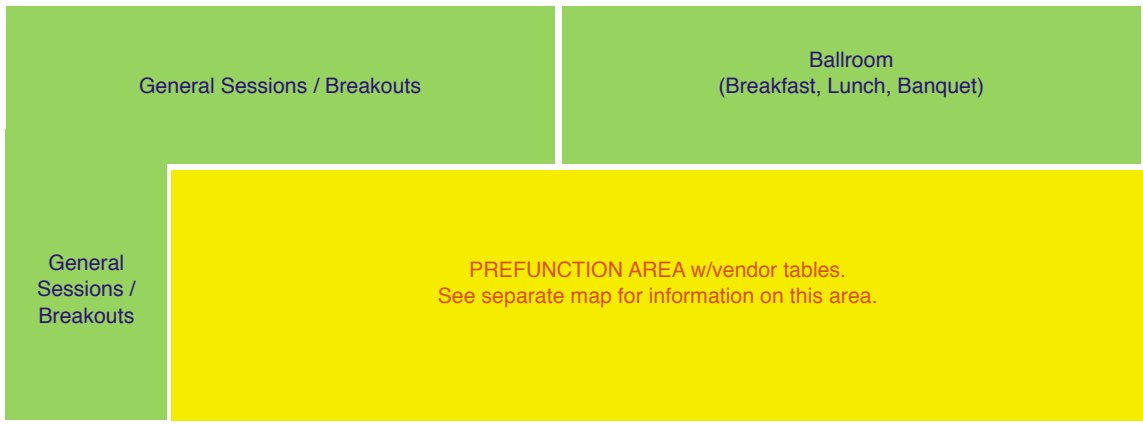 General Sessions / Breakouts
Ballroom
(Breakfast, Lunch, Banquet)
General
Sessions /
Breakouts
PREFUNCTION AREA w/vendor tables.
See separate map for information on this area.